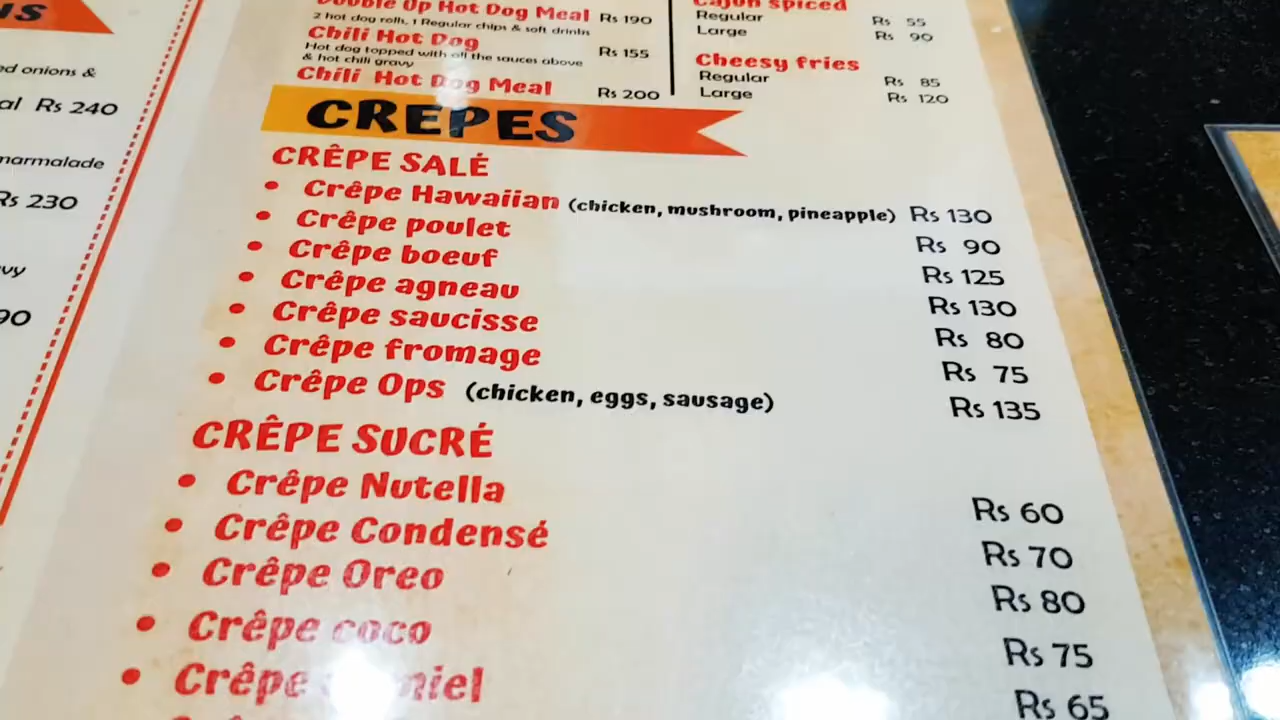 Double Up Hot Dog Meal Rs 190
2 hot dog rolls, 1 Regular chips & soft drinks
Chili Hot Dog Rs 155
Hot dog topped with all the sauces above
& hot chili gravy
Chili Hot Dog Meal Rs 200
Cajun spiced
Regular Rs 55
Large Rs 90
Cheesy fries
Regular Rs 85
Large Rs 120
onions &
Rs 240
marmalade
Rs 230
90
CREPES
CRÊPE SALÉ
• Crêpe Hawaiian (chicken, mushroom, pineapple) Rs 130
• Crêpe poulet Rs 90
• Crêpe boeuf Rs 125
• Crêpe agneau Rs 130
• Crêpe saucisse Rs 80
• Crêpe fromage Rs 75
• Crêpe Ops (chicken, eggs, sausage) Rs 135
CRÊPE SUCRÉ
• Crêpe Nutella Rs 60
• Crêpe Condensé Rs 70
• Crêpe Oreo Rs 80
• Crêpe coco Rs 75
• Crêpe miel Rs 65